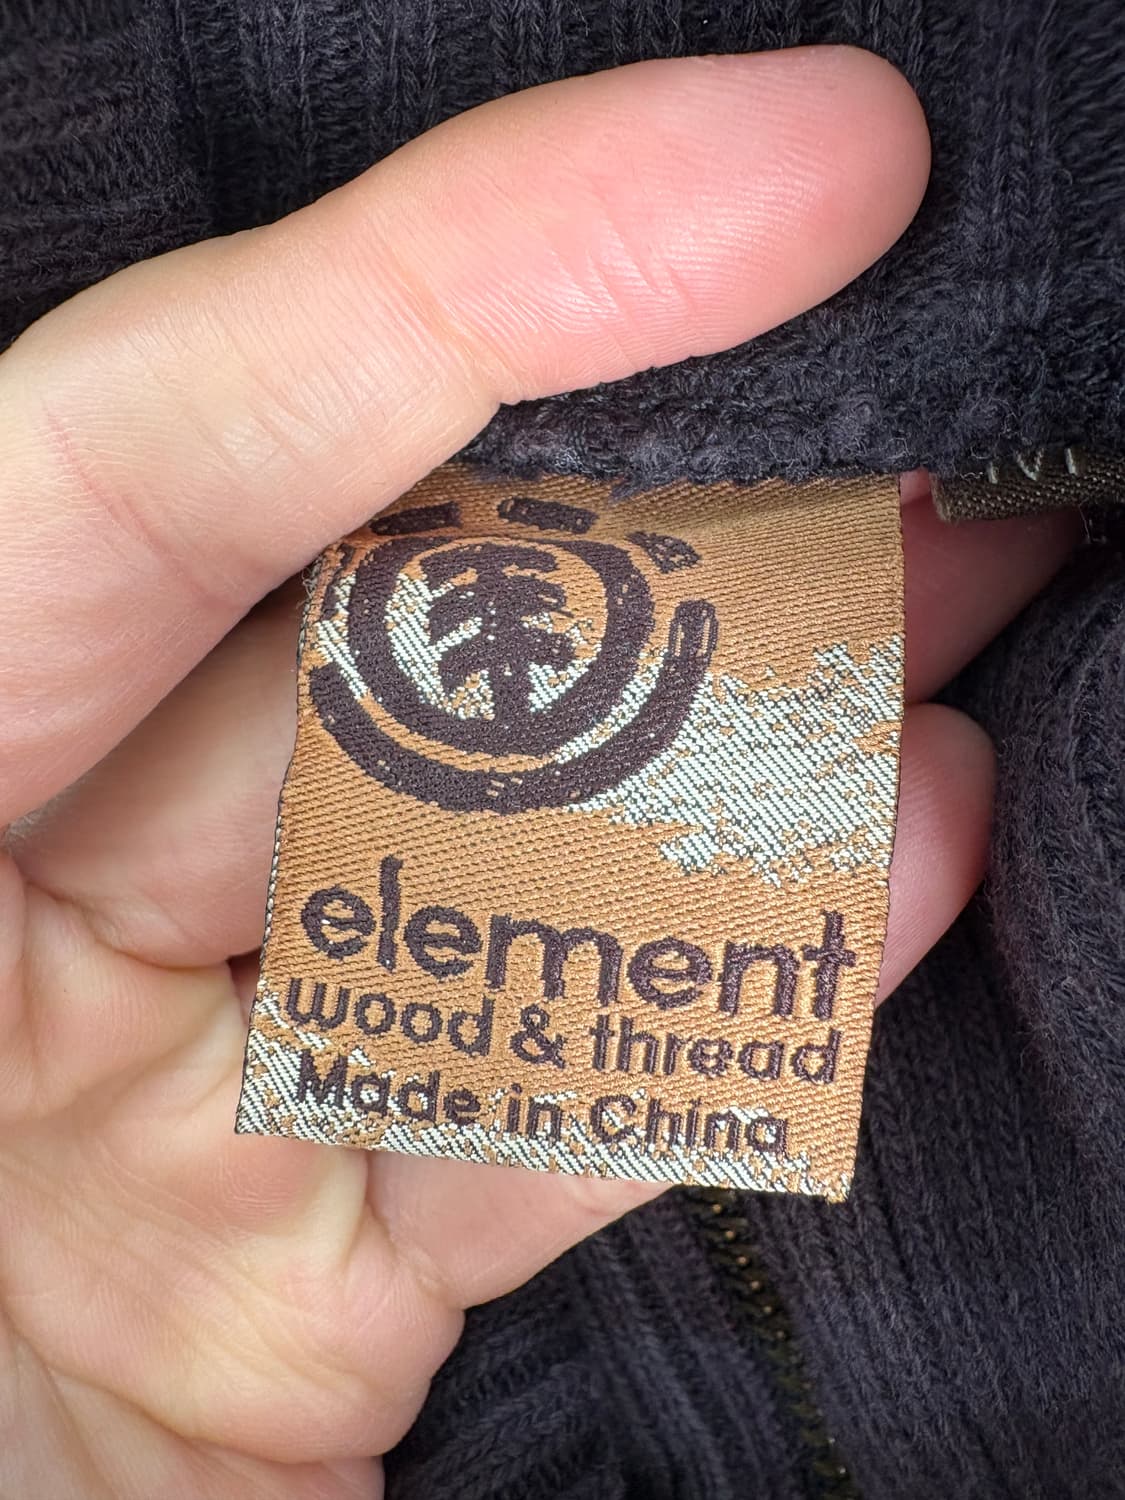 element
wood & thread
Made in China
M